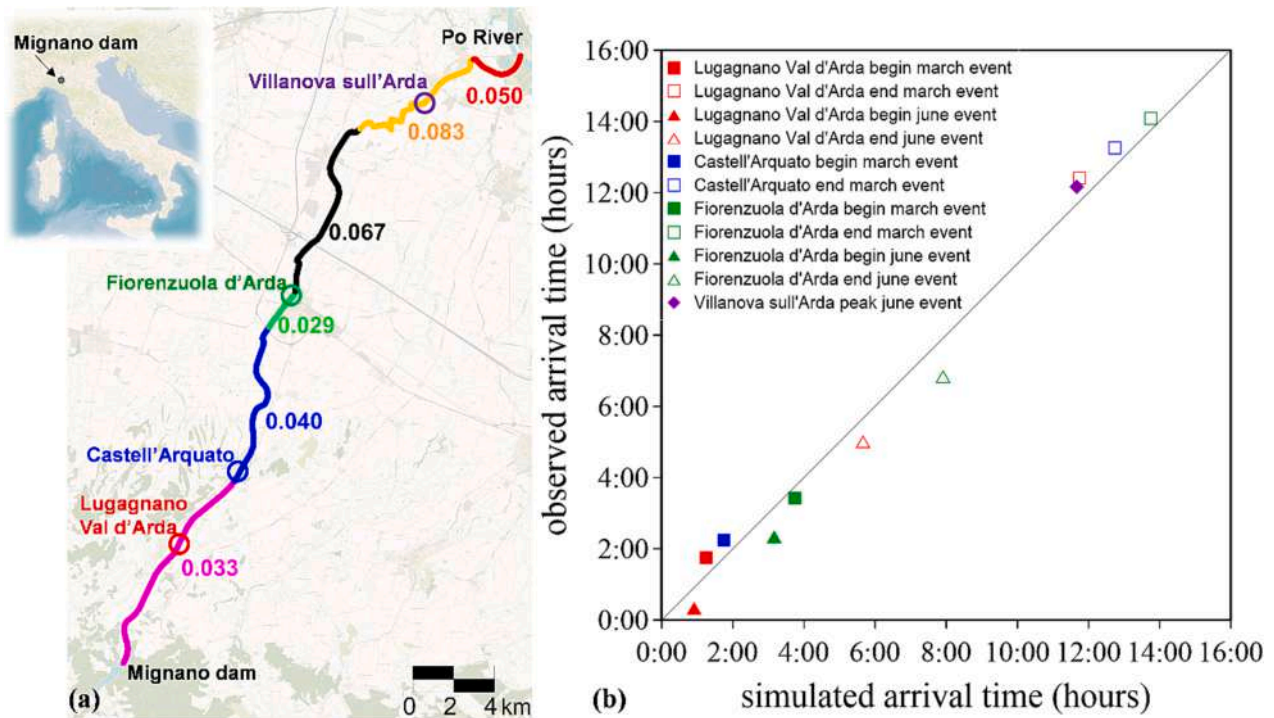 Mignano dam
Po River
Villanova sull'Arda
0.050
0.083
0.067
Fiorenzuola d'Arda
0.029
0.040
Castell'Arquato
Lugagnano
Val d'Arda
0.033
Mignano dam
(a)
0 2 4 km
observed arrival time (hours)
16:00
14:00
12:00
10:00
8:00
6:00
4:00
2:00
0:00
Lugagnano Val d'Arda begin march event
Lugagnano Val d'Arda end march event
Lugagnano Val d'Arda begin june event
Lugagnano Val d'Arda end june event
Castell'Arquato begin march event
Castell'Arquato end march event
Fiorenzuola d'Arda begin march event
Fiorenzuola d'Arda end march event
Fiorenzuola d'Arda begin june event
Fiorenzuola d'Arda end june event
Villanova sull'Arda peak june event
0:00 2:00 4:00 6:00 8:00 10:00 12:00 14:00 16:00
(b) simulated arrival time (hours)